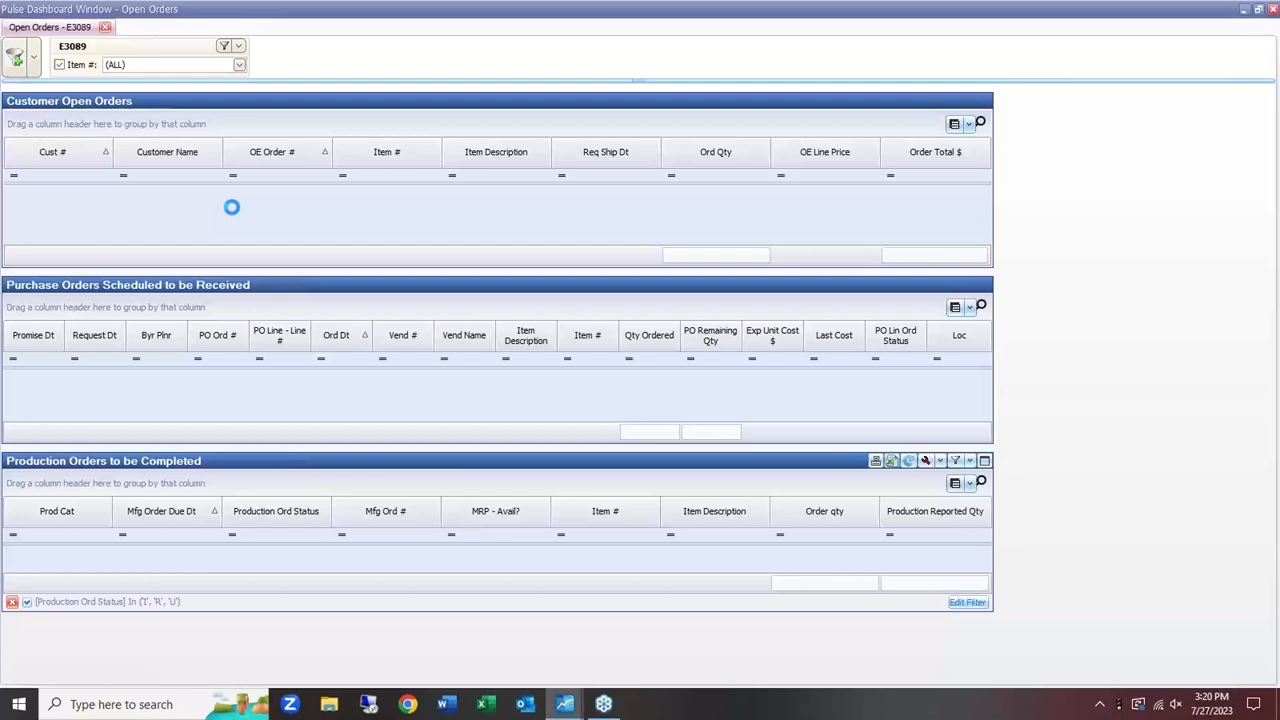 Pulse Dashboard Window - Open Orders
Open Orders - E3089
E3089
Item #: (ALL)
Customer Open Orders
Drag a column header here to group by that column
Cust # Customer Name OE Order # Item # Item Description Req Ship Dt Ord Qty OE Line Price Order Total $
= = = = = = = = =
Purchase Orders Scheduled to be Received
Drag a column header here to group by that column
Promise Dt Request Dt Byr Plnr PO Ord # PO Line - Line # Ord Dt Vend # Vend Name Item Description Item # Qty Ordered PO Remaining Qty Exp Unit Cost $ Last Cost PO Lin Ord Status Loc
= = = = = = = = = = = = = = = =
Production Orders to be Completed
Drag a column header here to group by that column
Prod Cat Mfg Order Due Dt Production Ord Status Mfg Ord # MRP - Avail? Item # Item Description Order qty Production Reported Qty
= = = = = = = = =
[Production Ord Status] In ('I', 'R', 'U') Edit Filter
Type here to search
3:20 PM
7/27/2023